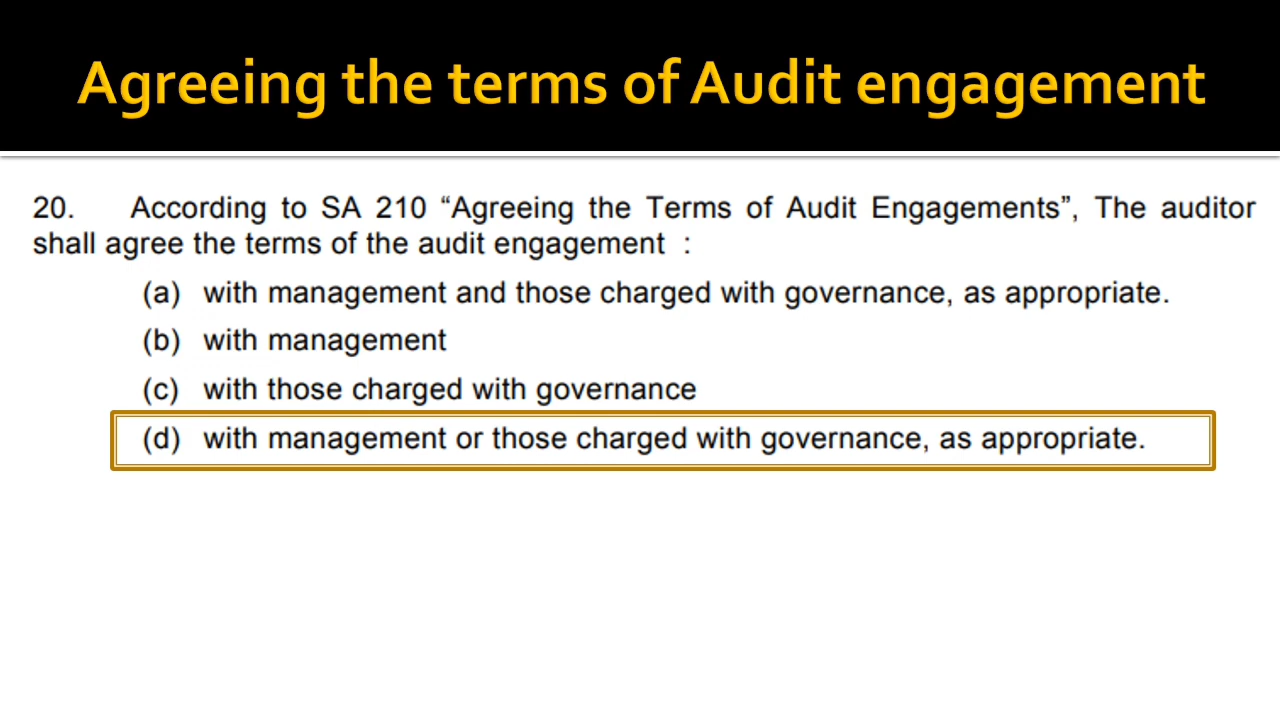 Agreeing the terms of Audit engagement
20. According to SA 210 “Agreeing the Terms of Audit Engagements”, The auditor
shall agree the terms of the audit engagement :
(a) with management and those charged with governance, as appropriate.
(b) with management
(c) with those charged with governance
(d) with management or those charged with governance, as appropriate.